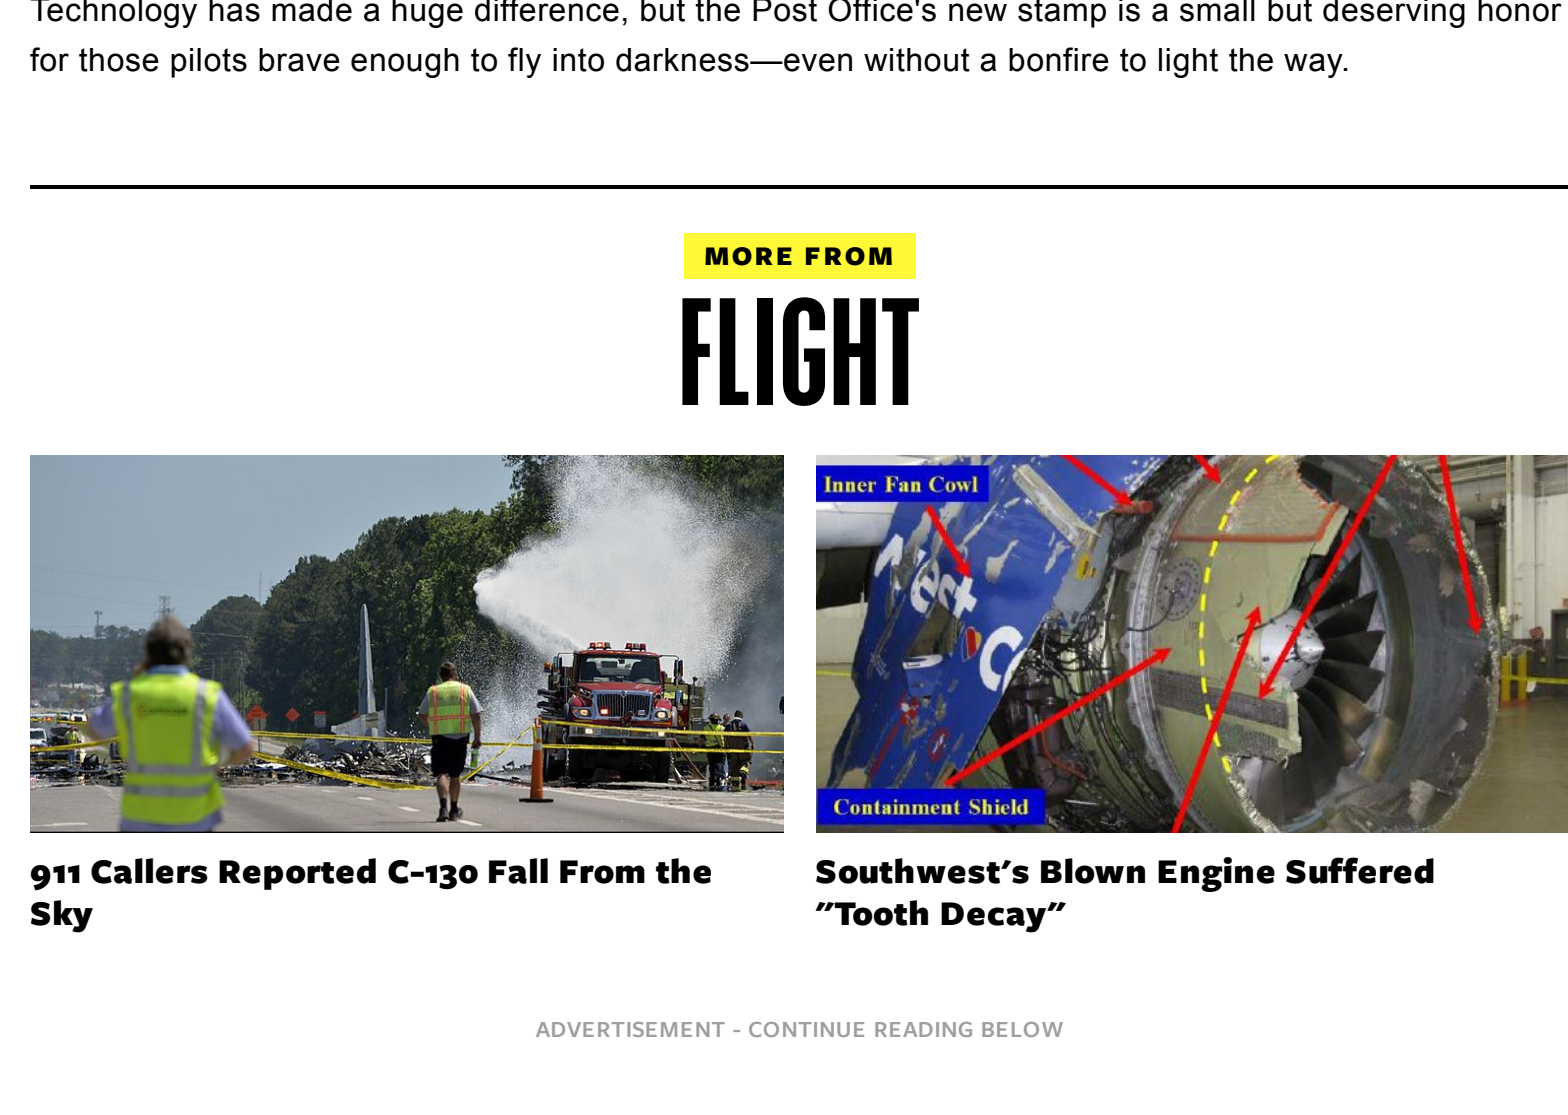 Technology has made a huge difference, but the Post Office's new stamp is a small but deserving honor
for those pilots brave enough to fly into darkness—even without a bonfire to light the way.
MORE FROM
FLIGHT
Inner Fan Cowl
Containment Shield
911 Callers Reported C-130 Fall From the
Sky
Southwest's Blown Engine Suffered
"Tooth Decay"
ADVERTISEMENT - CONTINUE READING BELOW